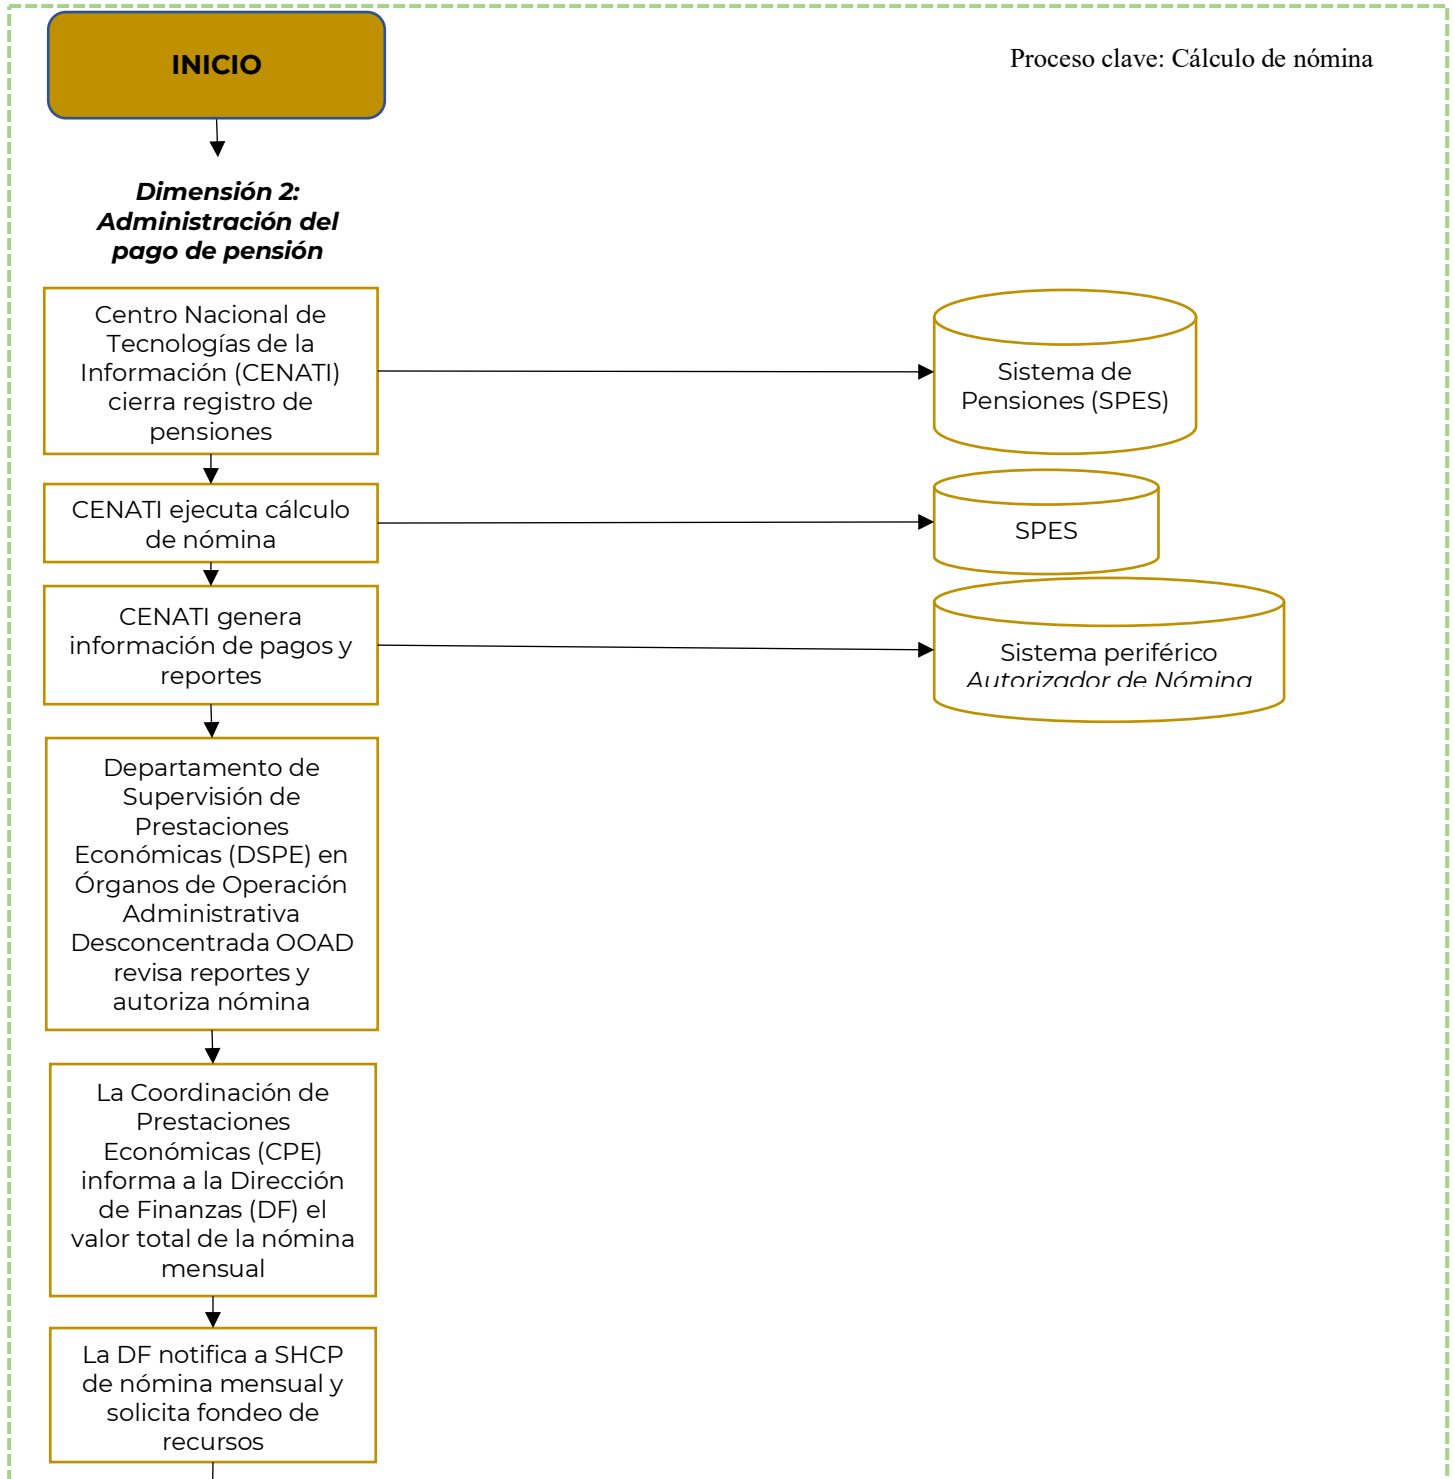 INICIO
Proceso clave: Cálculo de nómina
Dimensión 2:
Administración del
pago de pensión
Centro Nacional de
Tecnologías de la
Información (CENATI)
cierra registro de
pensiones
Sistema de
Pensiones (SPES)
CENATI ejecuta cálculo
de nómina
SPES
CENATI genera
información de pagos y
reportes
Sistema periférico
Autorizador de Nómina
Departamento de
Supervisión de
Prestaciones
Económicas (DSPE) en
Órganos de Operación
Administrativa
Desconcentrada OOAD
revisa reportes y
autoriza nómina
La Coordinación de
Prestaciones
Económicas (CPE)
informa a la Dirección
de Finanzas (DF) el
valor total de la nómina
mensual
La DF notifica a SHCP
de nómina mensual y
solicita fondeo de
recursos